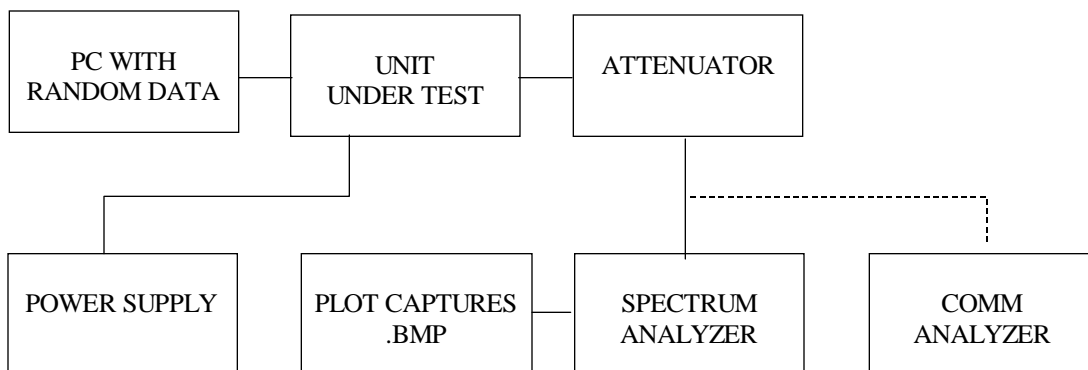 PC WITH
RANDOM DATA
UNIT
UNDER TEST
ATTENUATOR
POWER SUPPLY
PLOT CAPTURES
.BMP
SPECTRUM
ANALYZER
COMM
ANALYZER